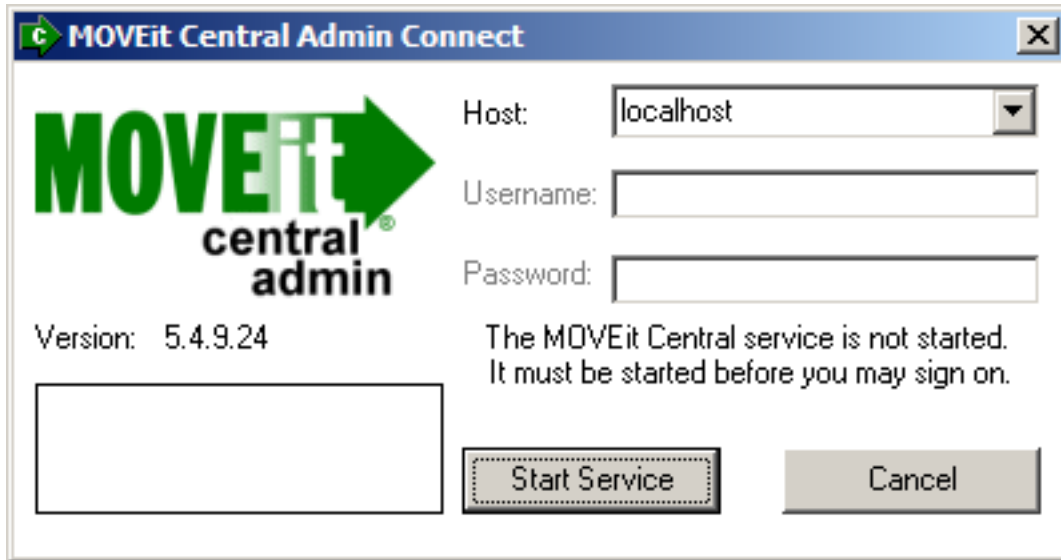 C MOVEit Central Admin Connect
MOVEit®
central
admin
Host: localhost
Username:
Password:
Version: 5.4.9.24
The MOVEit Central service is not started.
It must be started before you may sign on.
Start Service Cancel